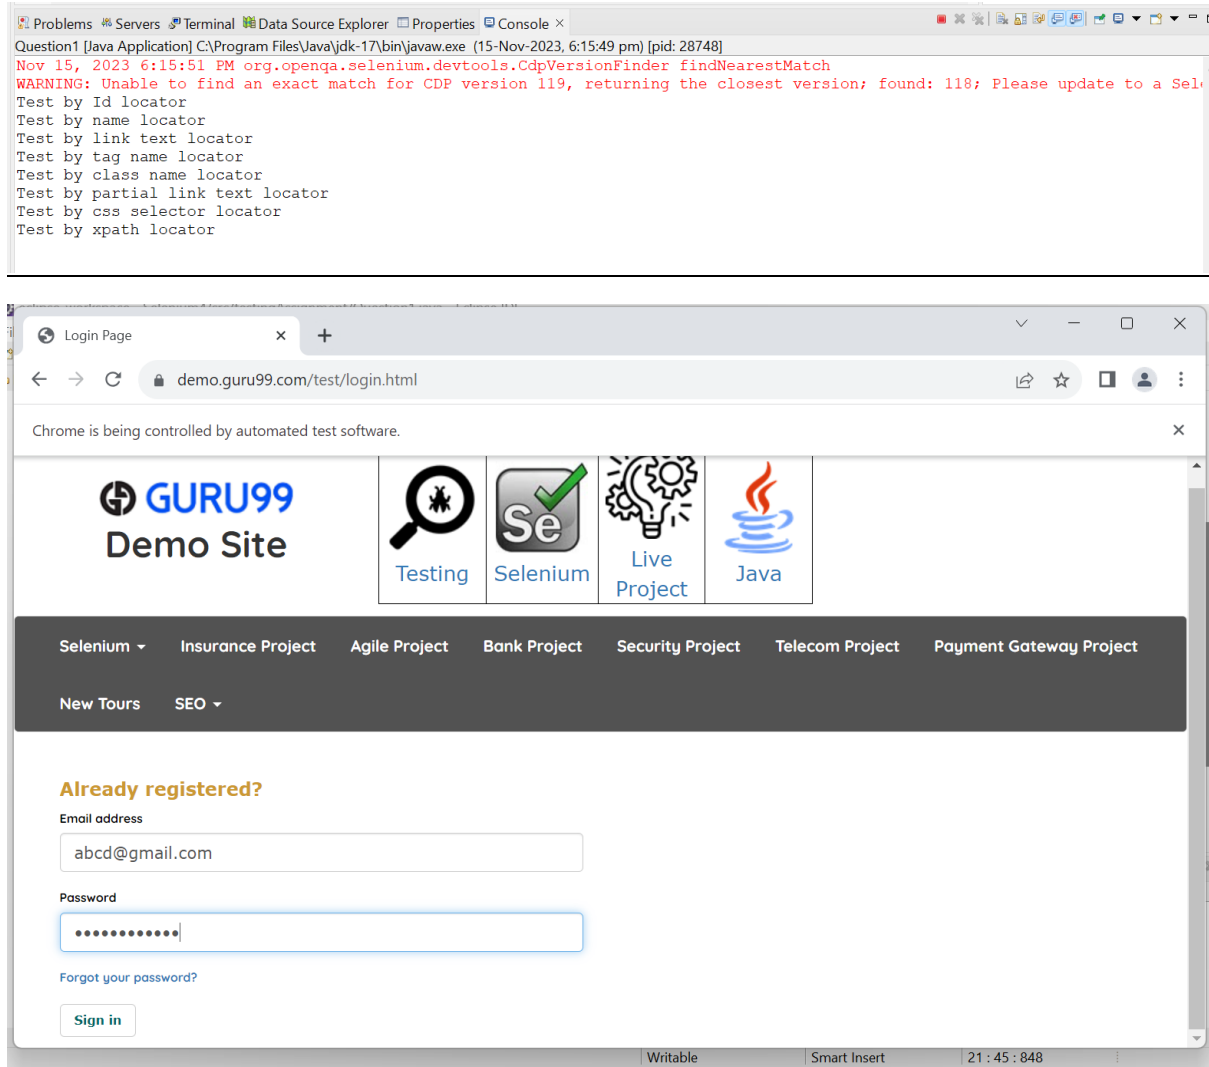 Problems Servers Terminal Data Source Explorer Properties Console ×
Question1 [Java Application] C:\Program Files\Java\jdk-17\bin\javaw.exe (15-Nov-2023, 6:15:49 pm) [pid: 28748]
Nov 15, 2023 6:15:51 PM org.openqa.selenium.devtools.CdpVersionFinder findNearestMatch
WARNING: Unable to find an exact match for CDP version 119, returning the closest version; found: 118; Please update to a Sel
Test by Id locator
Test by name locator
Test by link text locator
Test by tag name locator
Test by class name locator
Test by partial link text locator
Test by css selector locator
Test by xpath locator
Login Page
demo.guru99.com/test/login.html
Chrome is being controlled by automated test software.
GURU99
Demo Site
Se
Testing
Selenium
Live
Project
Java
Selenium Insurance Project Agile Project Bank Project Security Project Telecom Project Payment Gateway Project
New Tours SEO
Already registered?
Email address
abcd@gmail.com
Password
••••••••••••
Forgot your password?
Sign in
Writable Smart Insert 21 : 45 : 848